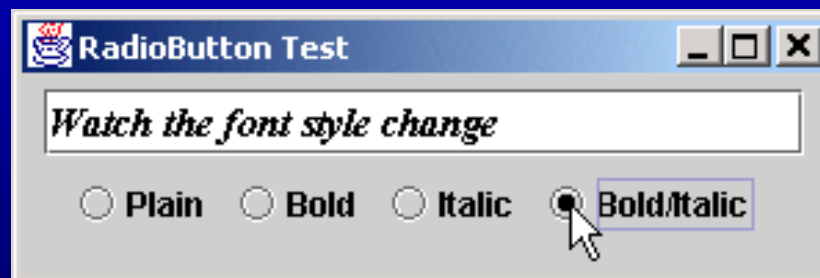 RadioButton Test
Watch the font style change
Plain Bold Italic Bold/Italic